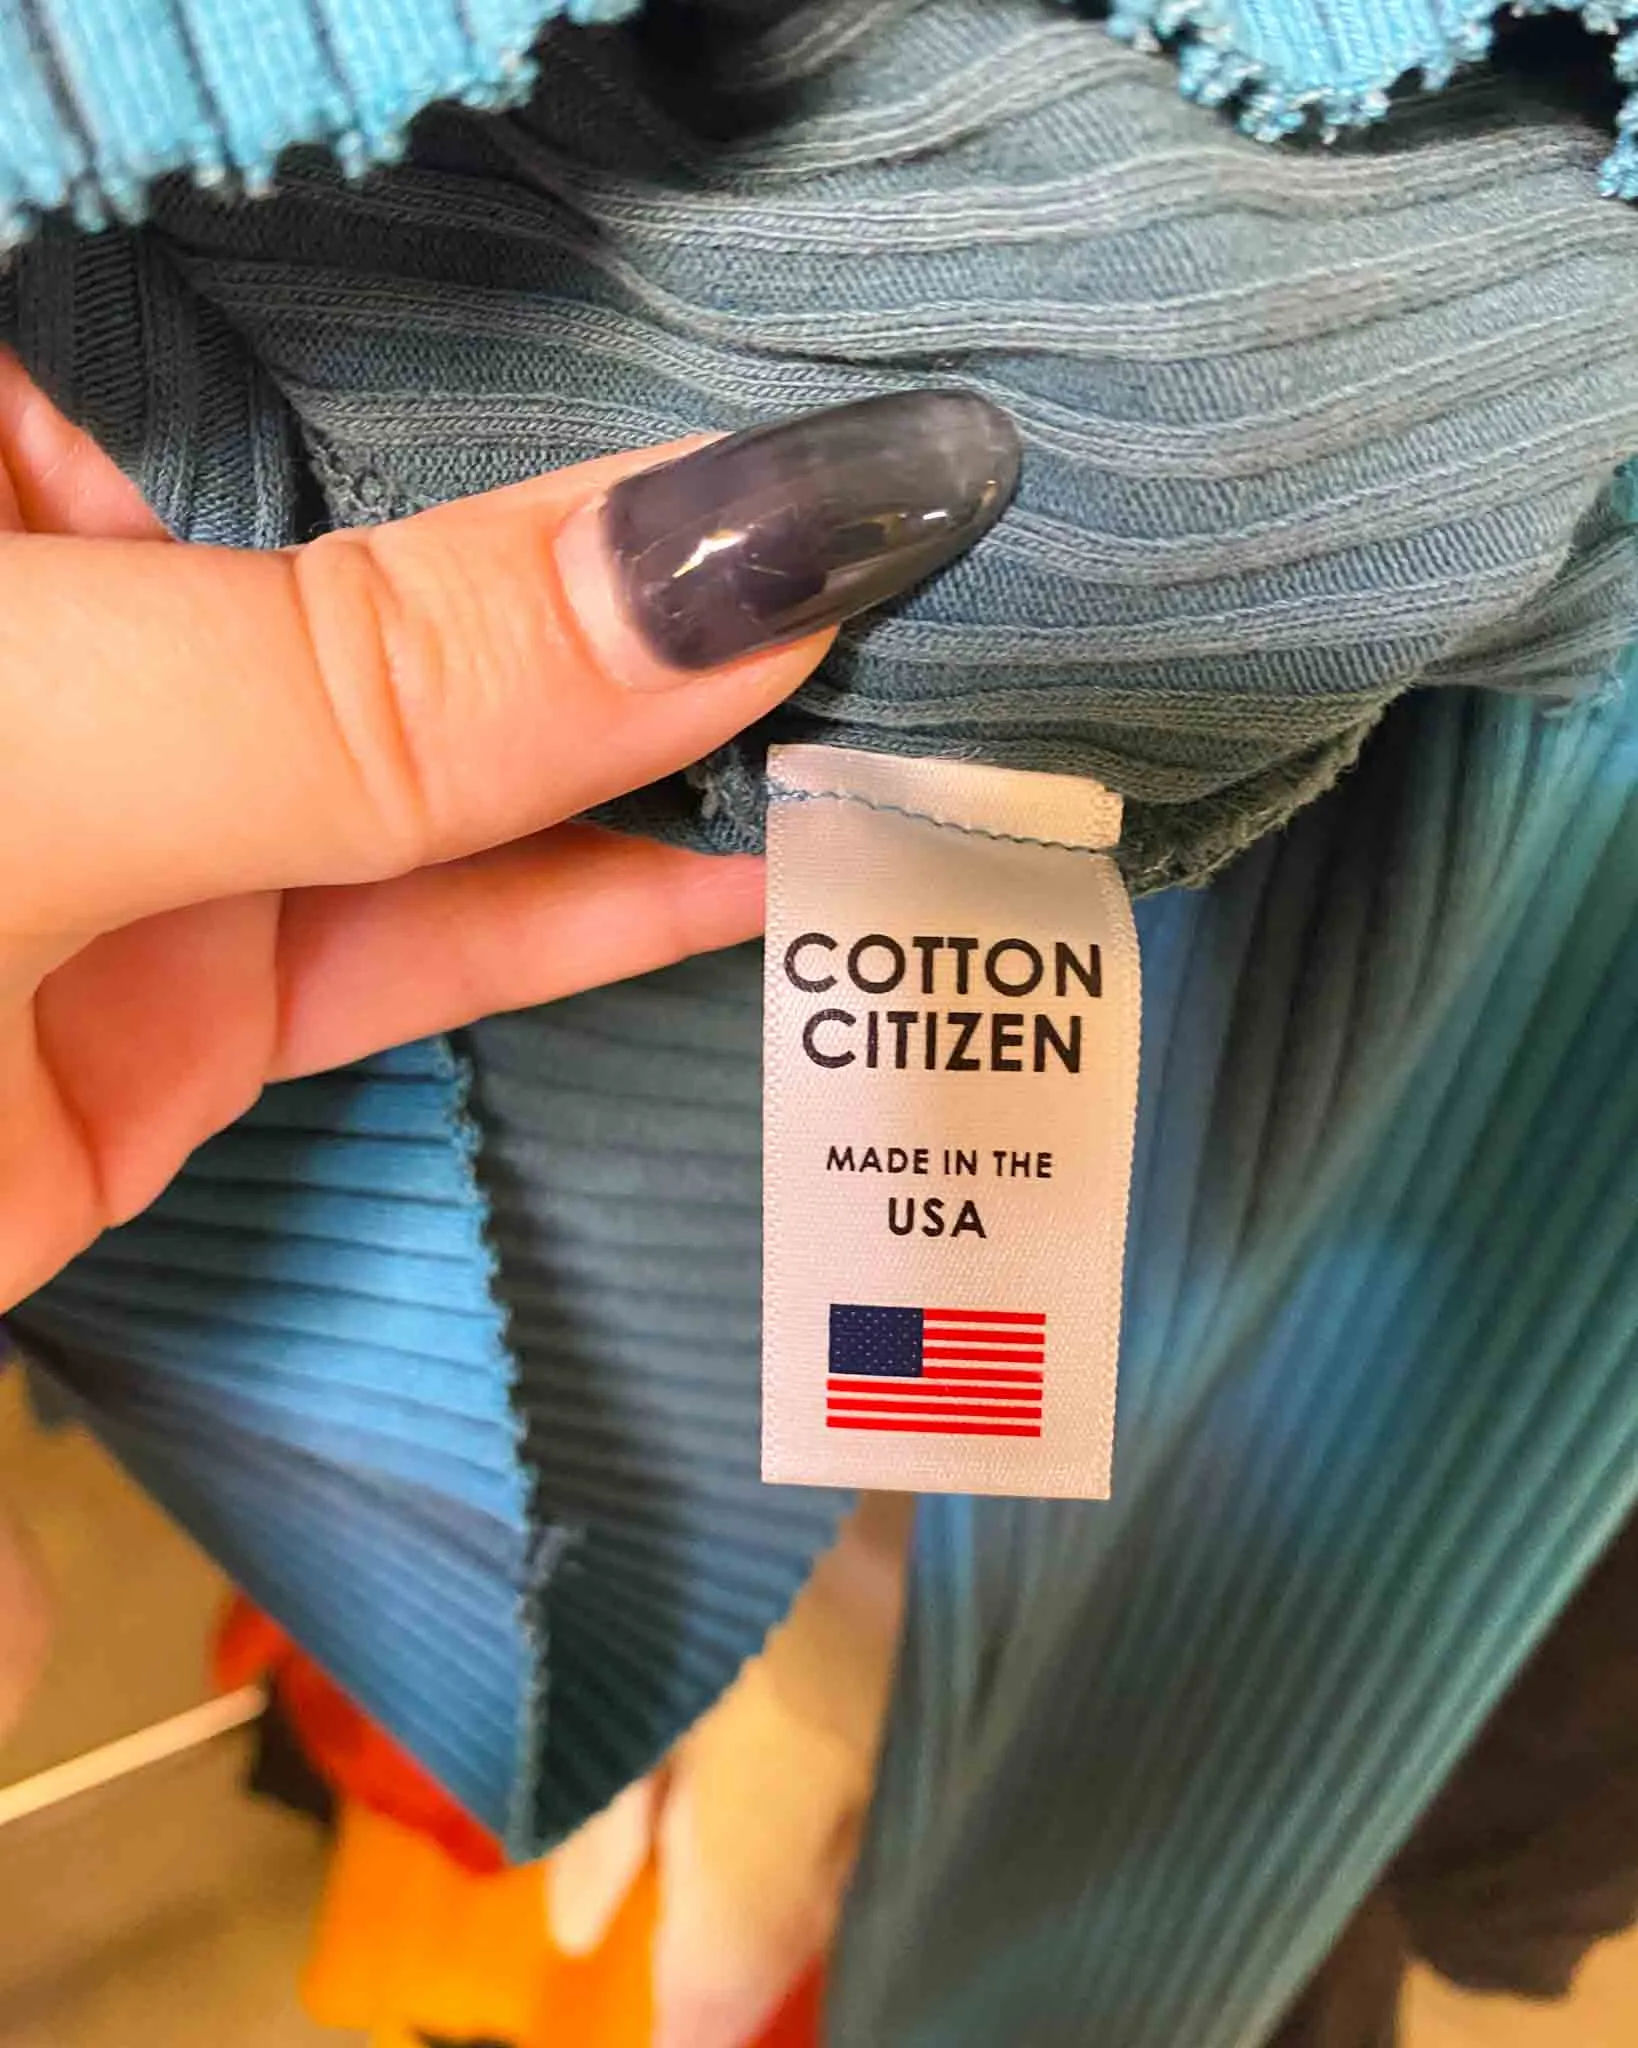 COTTON
CITIZEN
MADE IN THE
USA